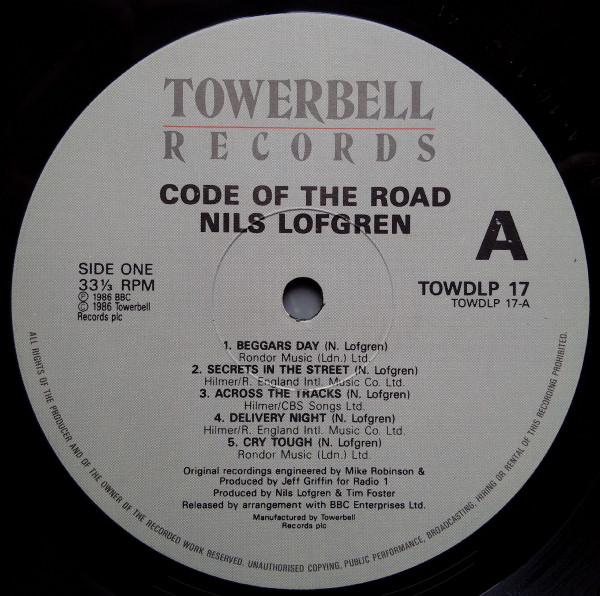 TOWERBELL
RECORDS
CODE OF THE ROAD
NILS LOFGREN
A
SIDE ONE
33⅓ RPM
℗ 1986 BBC
© 1986 Towerbell
Records plc
TOWDLP 17
TOWDLP 17-A
1. BEGGARS DAY (N. Lofgren)
Rondor Music (Ldn.) Ltd.
2. SECRETS IN THE STREET (N. Lofgren)
Hilmer/R. England Intl. Music Co. Ltd.
3. ACROSS THE TRACKS (N. Lofgren)
Hilmer/CBS Songs Ltd.
4. DELIVERY NIGHT (N. Lofgren)
Hilmer/R. England Intl. Music Co. Ltd.
5. CRY TOUGH (N. Lofgren)
Rondor Music (Ldn.) Ltd.
Original recordings engineered by Mike Robinson &
Produced by Jeff Griffin for Radio 1
Produced by Nils Lofgren & Tim Foster
Released by arrangement with BBC Enterprises Ltd.
Manufactured by Towerbell
Records plc
ALL RIGHTS OF THE PRODUCER AND OF THE OWNER OF THE RECORDED WORK RESERVED. UNAUTHORISED COPYING, PUBLIC PERFORMANCE, BROADCASTING, HIRING OR RENTAL OF THIS RECORDING PROHIBITED.